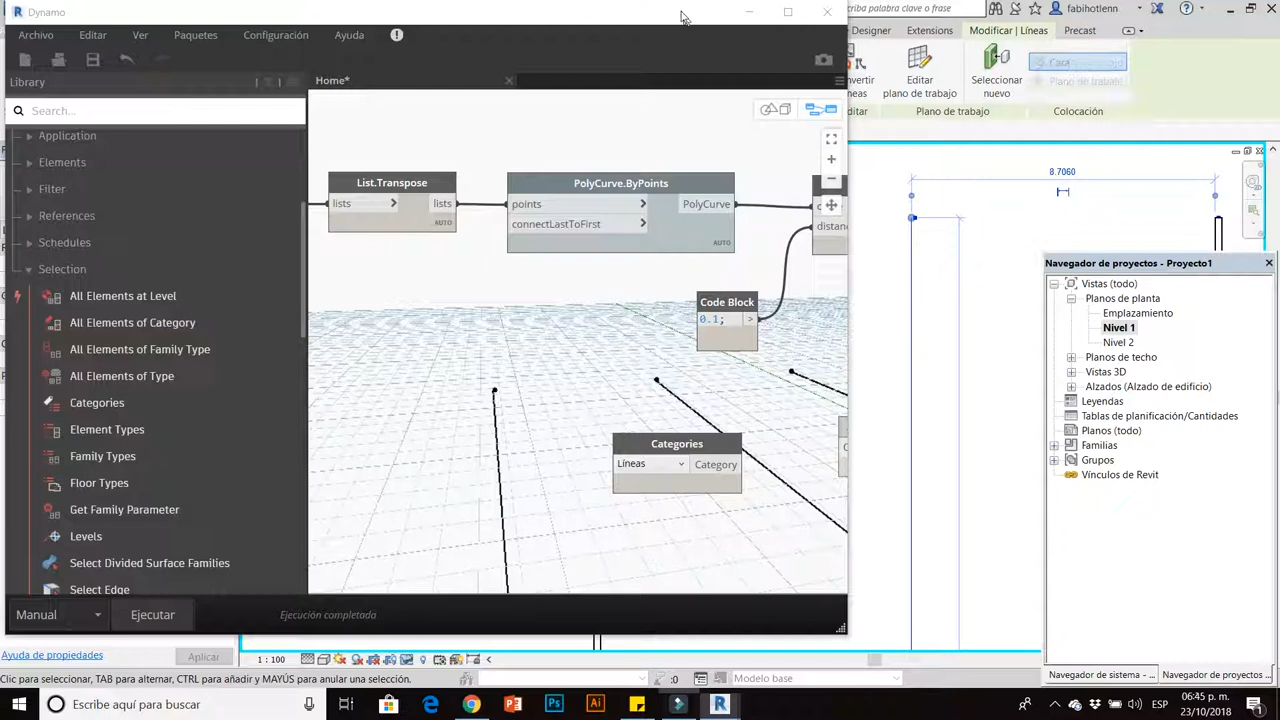 Dynamo
Archivo
Editar
Ver
Paquetes
Configuración
Ayuda
Library
Home*
Search...
Application
Elements
Filter
References
Schedules
Selection
All Elements at Level
All Elements of Category
All Elements of Family Type
All Elements of Type
Categories
Element Types
Family Types
Floor Types
Get Family Parameter
Levels
Select Divided Surface Families
Select Edge
List.Transpose
lists > lists
AUTO
PolyCurve.ByPoints
points > PolyCurve
connectLastToFirst >
AUTO
Code Block
0.1; >
Categories
Líneas Category
Manual
Ejecutar
Ejecución completada
fabihotlenn
Designer
Extensions
Modificar | Líneas
Precast
Editar
plano de trabajo
Seleccionar
nuevo
Cara
Plano de trabajo
Plano de trabajo
Colocación
8.7060
Navegador de proyectos - Proyecto1
Vistas (todo)
Planos de planta
Emplazamiento
Nivel 1
Nivel 2
Planos de techo
Vistas 3D
Alzados (Alzado de edificio)
Leyendas
Tablas de planificación/Cantidades
Planos (todo)
Familias
Grupos
Vínculos de Revit
Navegador de sistema - ...
Navegador de proyectos...
Ayuda de propiedades
Aplicar
1 : 100
Clic para seleccionar, TAB para alternar, CTRL para añadir y MAYÚS para anular una selección.
:0
Modelo base
Escribe aquí para buscar
ESP
06:45 p. m.
23/10/2018
1